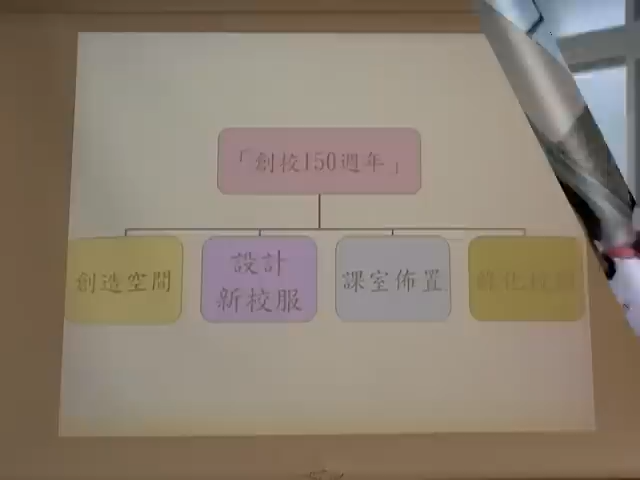 「創校150週年」
創造空間
設計
新校服
課室佈置